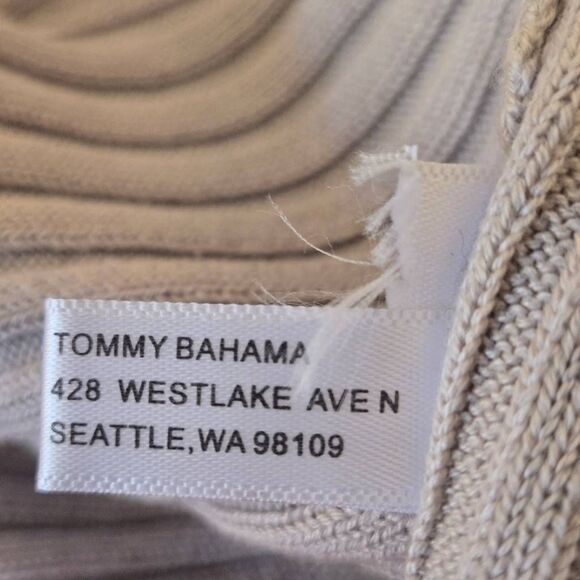 TOMMY BAHAMA
428 WESTLAKE AVE N
SEATTLE, WA 98109